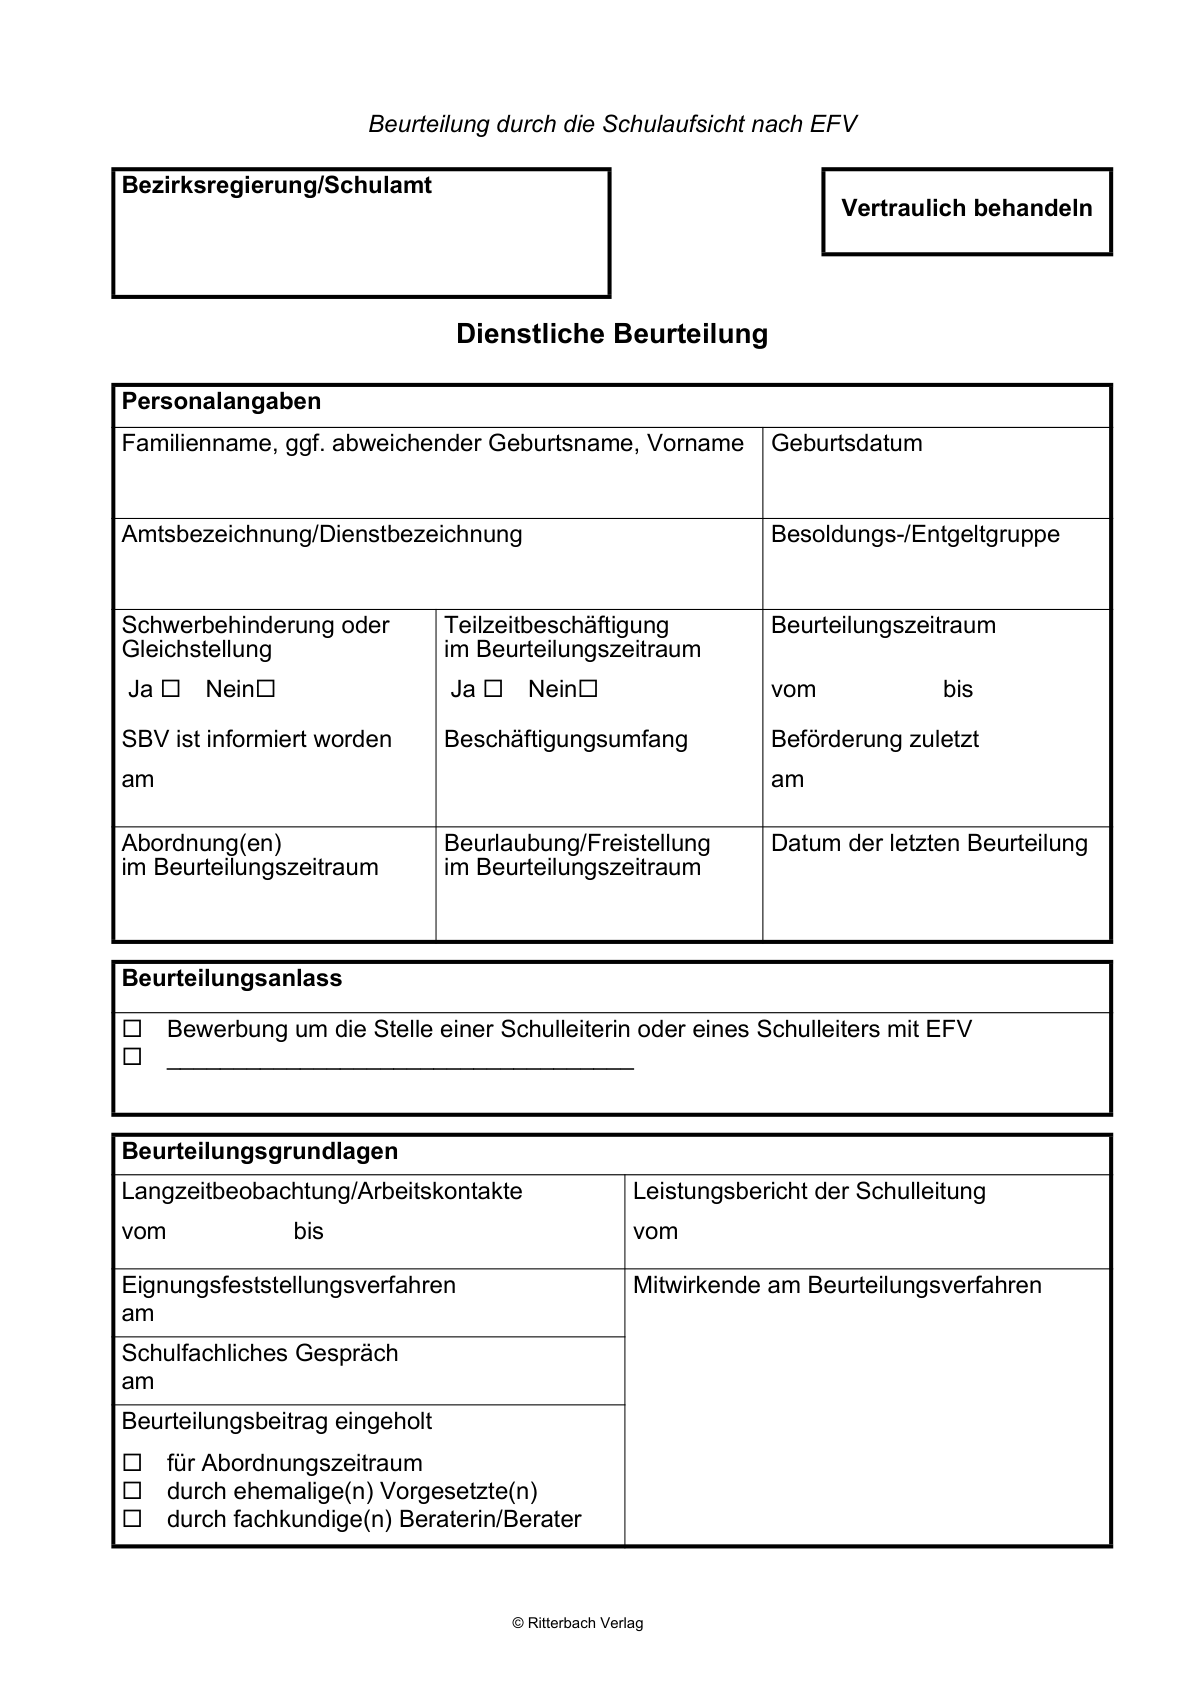 Beurteilung durch die Schulaufsicht nach EFV
Bezirksregierung/Schulamt
Vertraulich behandeln
Dienstliche Beurteilung
Personalangaben
Familienname, ggf. abweichender Geburtsname, Vorname
Geburtsdatum
Amtsbezeichnung/Dienstbezeichnung
Besoldungs-/Entgeltgruppe
Schwerbehinderung oder
Gleichstellung
Ja ☐ Nein☐
SBV ist informiert worden
am
Teilzeitbeschäftigung
im Beurteilungszeitraum
Ja ☐ Nein☐
Beschäftigungsumfang
Beurteilungszeitraum
vom bis
Beförderung zuletzt
am
Abordnung(en)
im Beurteilungszeitraum
Beurlaubung/Freistellung
im Beurteilungszeitraum
Datum der letzten Beurteilung
Beurteilungsanlass
☐ Bewerbung um die Stelle einer Schulleiterin oder eines Schulleiters mit EFV
☐ ___________________________________
Beurteilungsgrundlagen
Langzeitbeobachtung/Arbeitskontakte
vom bis
Leistungsbericht der Schulleitung
vom
Eignungsfeststellungsverfahren
am
Schulfachliches Gespräch
am
Beurteilungsbeitrag eingeholt
☐ für Abordnungszeitraum
☐ durch ehemalige(n) Vorgesetzte(n)
☐ durch fachkundige(n) Beraterin/Berater
Mitwirkende am Beurteilungsverfahren
© Ritterbach Verlag